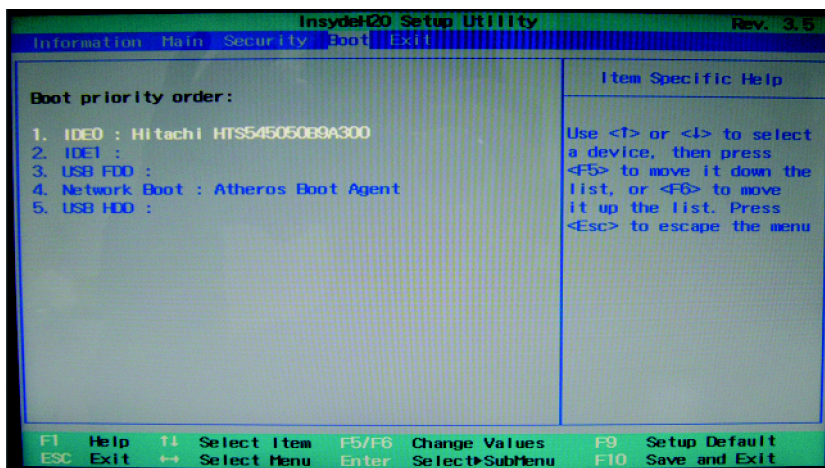 InsydeH2O Setup Utility
Rev. 3.5
Information Main Security Boot Exit
Boot priority order:
1. IDE0 : Hitachi HTS545050B9A300
2. IDE1 :
3. USB FDD :
4. Network Boot : Atheros Boot Agent
5. USB HDD :
Item Specific Help
Use <↑> or <↓> to select
a device, then press
<F5> to move it down the
list, or <F6> to move
it up the list. Press
<Esc> to escape the menu
F1 Help ↑↓ Select Item F5/F6 Change Values F9 Setup Default
ESC Exit ↔ Select Menu Enter Select▶SubMenu F10 Save and Exit